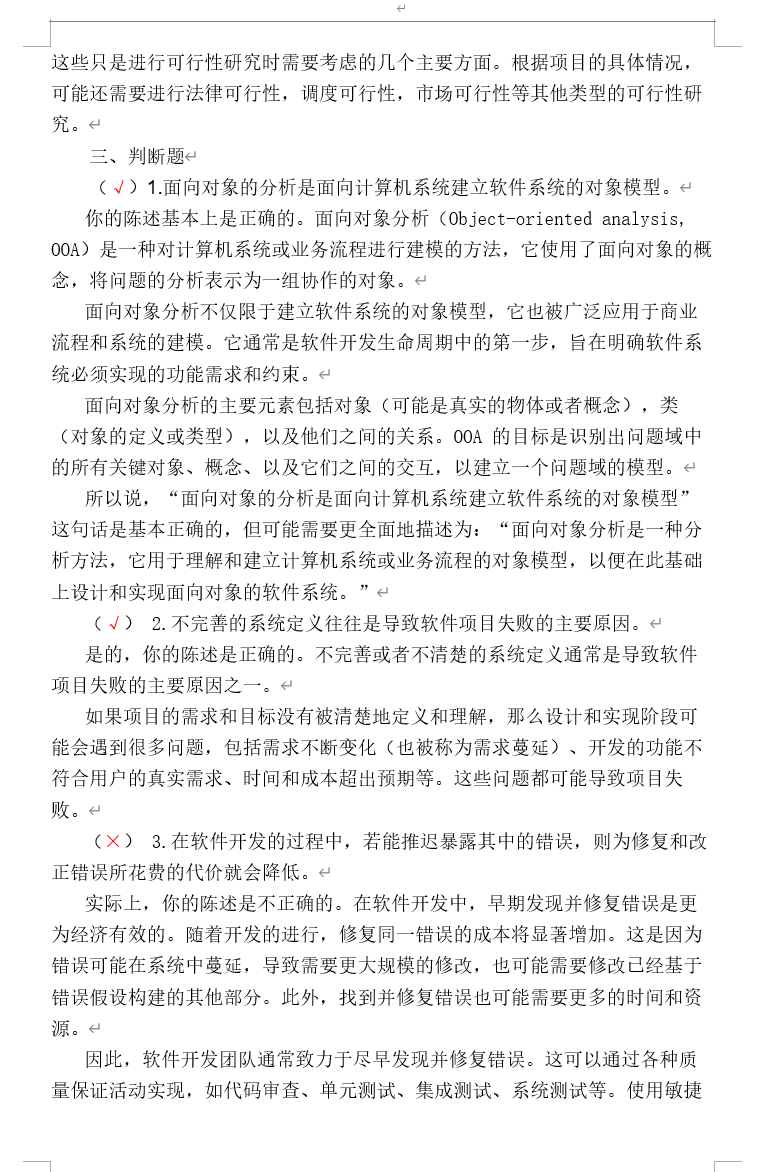 这些只是进行可行性研究时需要考虑的几个主要方面。根据项目的具体情况，
可能还需要进行法律可行性，调度可行性，市场可行性等其他类型的可行性研
究。
三、判断题
（√）1.面向对象的分析是面向计算机系统建立软件系统的对象模型。
你的陈述基本上是正确的。面向对象分析（Object-oriented analysis,
OOA）是一种对计算机系统或业务流程进行建模的方法，它使用了面向对象的概
念，将问题的分析表示为一组协作的对象。
面向对象分析不仅限于建立软件系统的对象模型，它也被广泛应用于商业
流程和系统的建模。它通常是软件开发生命周期中的第一步，旨在明确软件系
统必须实现的功能需求和约束。
面向对象分析的主要元素包括对象（可能是真实的物体或者概念），类
（对象的定义或类型），以及他们之间的关系。OOA 的目标是识别出问题域中
的所有关键对象、概念、以及它们之间的交互，以建立一个问题域的模型。
所以说，“面向对象的分析是面向计算机系统建立软件系统的对象模型”
这句话是基本正确的，但可能需要更全面地描述为：“面向对象分析是一种分
析方法，它用于理解和建立计算机系统或业务流程的对象模型，以便在此基础
上设计和实现面向对象的软件系统。”
（√） 2.不完善的系统定义往往是导致软件项目失败的主要原因。
是的，你的陈述是正确的。不完善或者不清楚的系统定义通常是导致软件
项目失败的主要原因之一。
如果项目的需求和目标没有被清楚地定义和理解，那么设计和实现阶段可
能会遇到很多问题，包括需求不断变化（也被称为需求蔓延）、开发的功能不
符合用户的真实需求、时间和成本超出预期等。这些问题都可能导致项目失
败。
（×） 3.在软件开发的过程中，若能推迟暴露其中的错误，则为修复和改
正错误所花费的代价就会降低。
实际上，你的陈述是不正确的。在软件开发中，早期发现并修复错误是更
为经济有效的。随着开发的进行，修复同一错误的成本将显著增加。这是因为
错误可能在系统中蔓延，导致需要更大规模的修改，也可能需要修改已经基于
错误假设构建的其他部分。此外，找到并修复错误也可能需要更多的时间和资
源。
因此，软件开发团队通常致力于尽早发现并修复错误。这可以通过各种质
量保证活动实现，如代码审查、单元测试、集成测试、系统测试等。使用敏捷